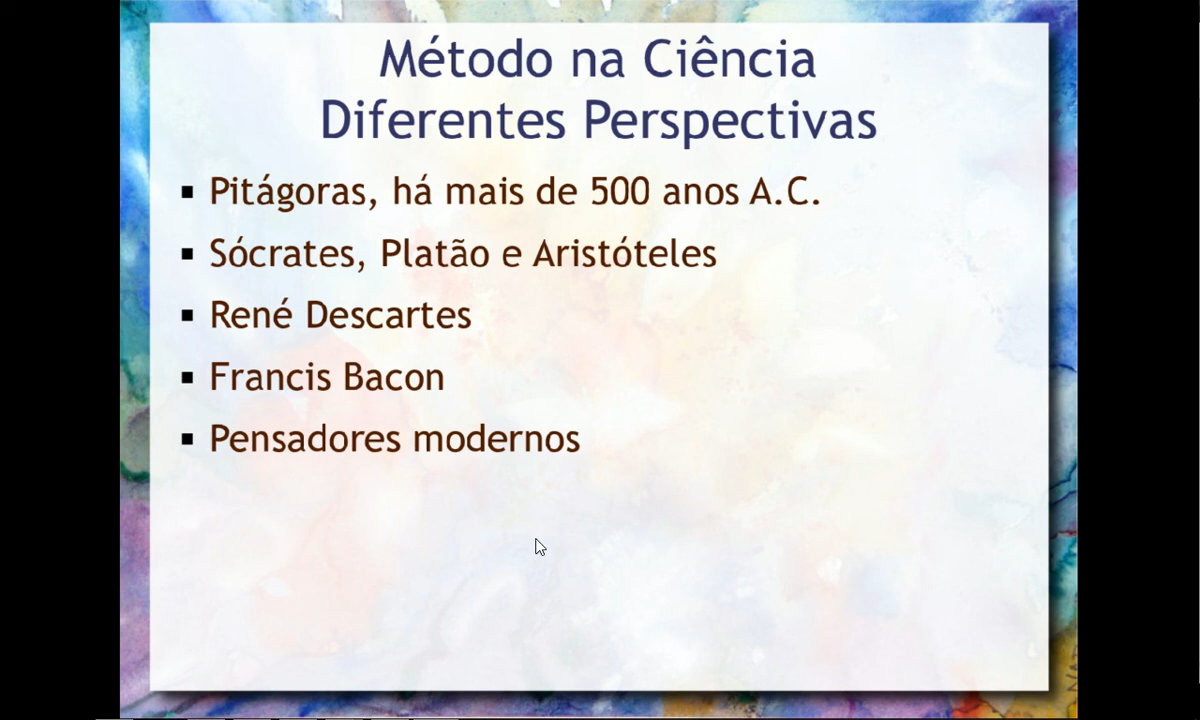 Método na Ciência
Diferentes Perspectivas
▪ Pitágoras, há mais de 500 anos A.C.
▪ Sócrates, Platão e Aristóteles
▪ René Descartes
▪ Francis Bacon
▪ Pensadores modernos